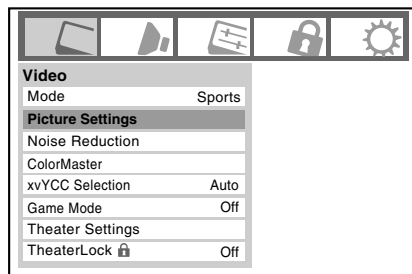 Video
Mode Sports
Picture Settings
Noise Reduction
ColorMaster
xvYCC Selection Auto
Game Mode Off
Theater Settings
TheaterLock Off